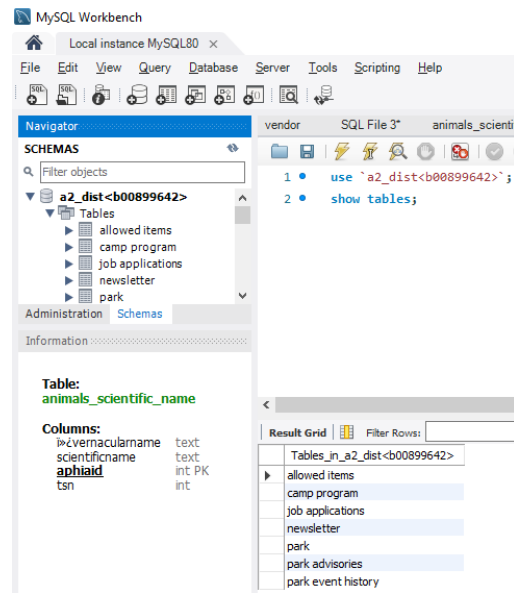 MySQL Workbench
Local instance MySQL80 ×
File Edit View Query Database Server Tools Scripting Help
Navigator
vendor SQL File 3* animals_scienti
SCHEMAS
Filter objects
a2_dist<b00899642>
Tables
allowed items
camp program
job applications
newsletter
park
1 use `a2_dist<b00899642>`;
2 show tables;
Administration Schemas
Information
Table:
animals_scientific_name
Columns:
ï»¿vernacularname text
scientificname text
aphiaid int PK
tsn int
Result Grid Filter Rows:
Tables_in_a2_dist<b00899642>
allowed items
camp program
job applications
newsletter
park
park advisories
park event history